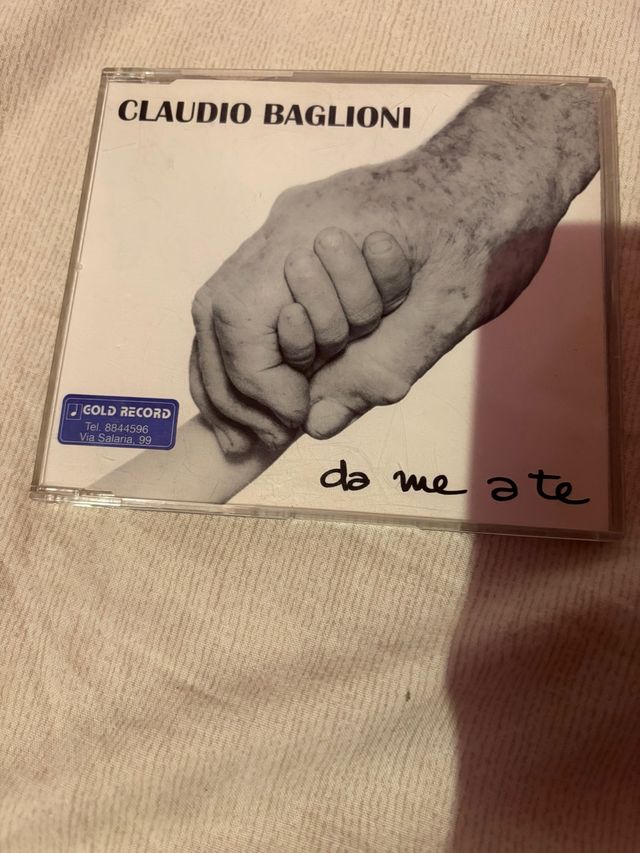 CLAUDIO BAGLIONI
GOLD RECORD
Tel. 8844596
Via Salaria, 99
da me a te